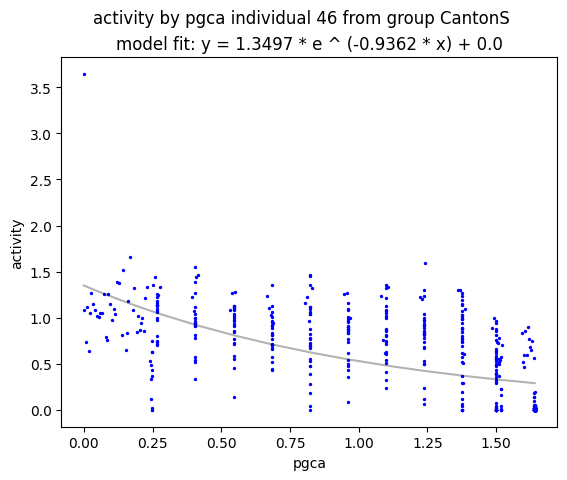 activity by pgca individual 46 from group CantonS
model fit: y = 1.3497 * e ^ (-0.9362 * x) + 0.0
3.5
3.0
2.5
2.0
1.5
1.0
0.5
0.0
activity
0.00 0.25 0.50 0.75 1.00 1.25 1.50
pgca